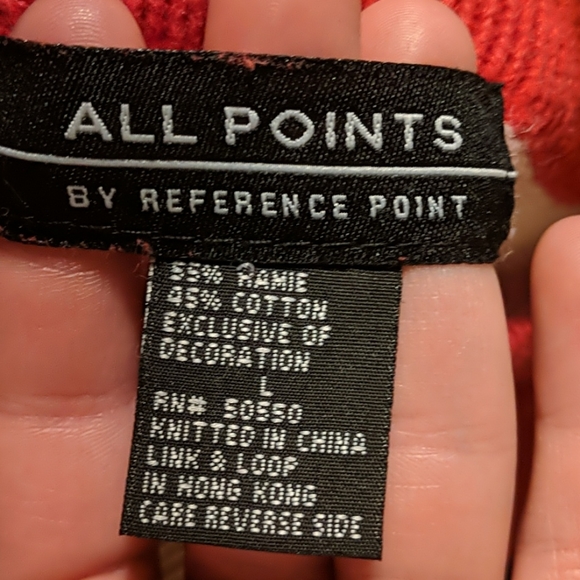 ALL POINTS
BY REFERENCE POINT
55% RAMIE
45% COTTON
EXCLUSIVE OF
DECORATION
L
RN# 50550
KNITTED IN CHINA
LINK & LOOP
IN HONG KONG
CARE REVERSE SIDE